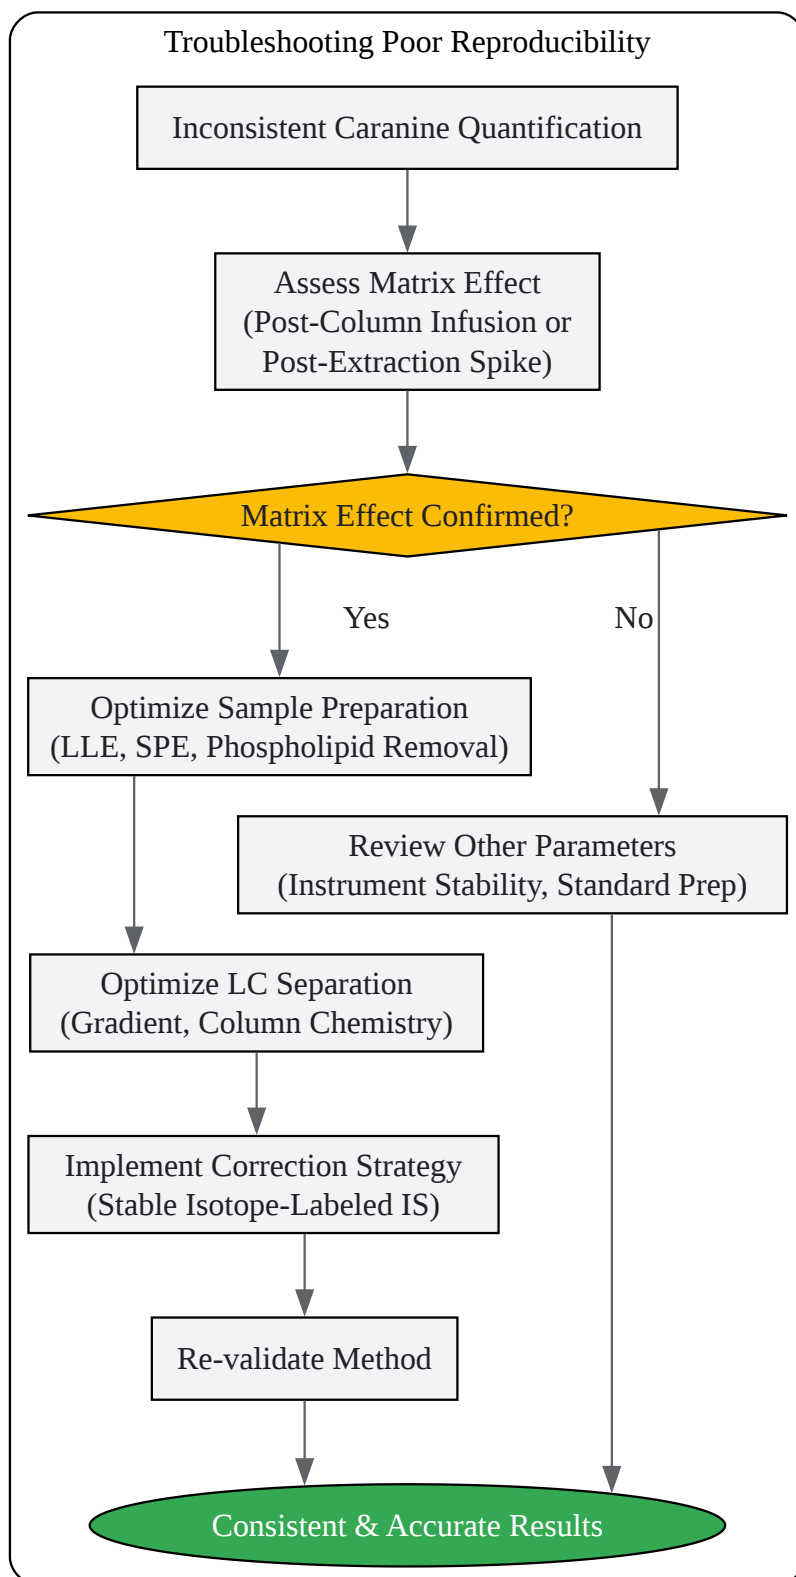 Troubleshooting Poor Reproducibility
Inconsistent Caranine Quantification
Assess Matrix Effect
(Post-Column Infusion or
Post-Extraction Spike)
Matrix Effect Confirmed?
Yes
No
Optimize Sample Preparation
(LLE, SPE, Phospholipid Removal)
Review Other Parameters
(Instrument Stability, Standard Prep)
Optimize LC Separation
(Gradient, Column Chemistry)
Implement Correction Strategy
(Stable Isotope-Labeled IS)
Re-validate Method
Consistent & Accurate Results